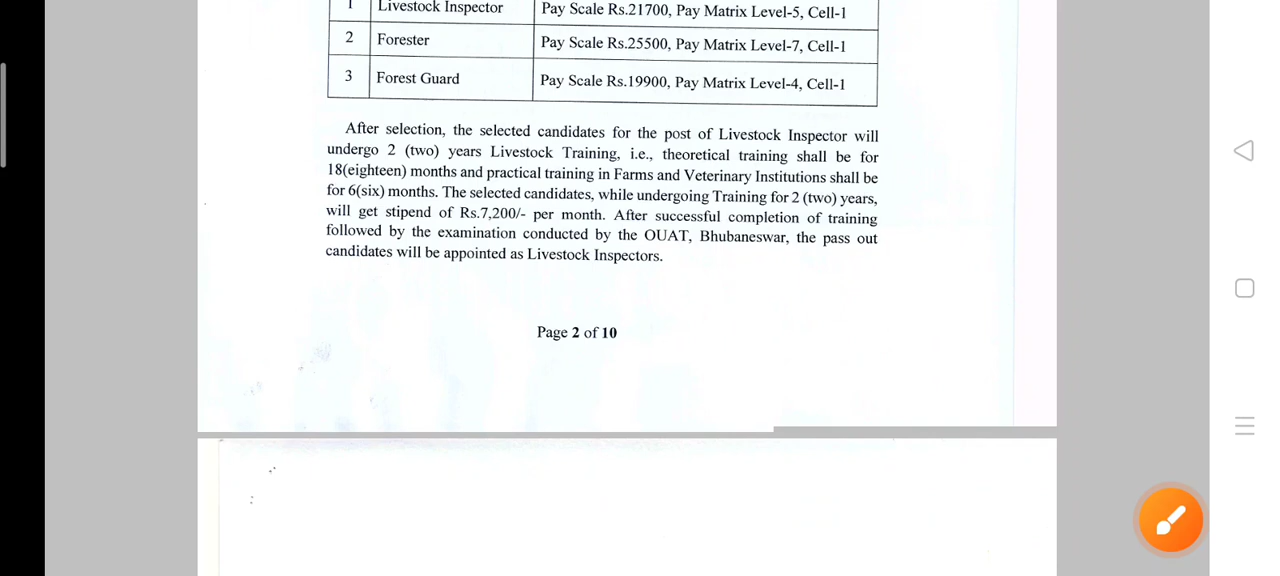 1 Livestock Inspector Pay Scale Rs.21700, Pay Matrix Level-5, Cell-1
2 Forester Pay Scale Rs.25500, Pay Matrix Level-7, Cell-1
3 Forest Guard Pay Scale Rs.19900, Pay Matrix Level-4, Cell-1
After selection, the selected candidates for the post of Livestock Inspector will
undergo 2 (two) years Livestock Training, i.e., theoretical training shall be for
18(eighteen) months and practical training in Farms and Veterinary Institutions shall be
for 6(six) months. The selected candidates, while undergoing Training for 2 (two) years,
will get stipend of Rs.7,200/- per month. After successful completion of training
followed by the examination conducted by the OUAT, Bhubaneswar, the pass out
candidates will be appointed as Livestock Inspectors.
Page 2 of 10